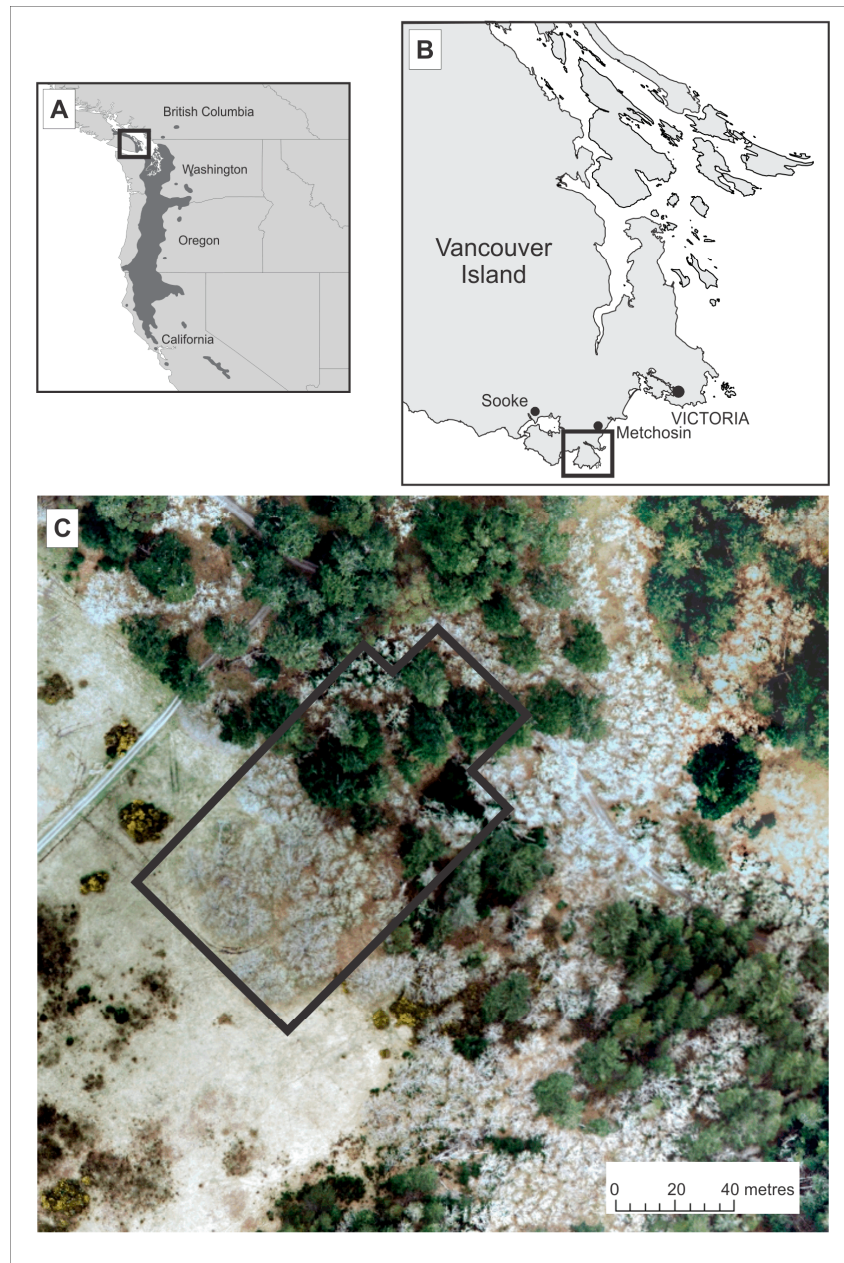 A
British Columbia
Washington
Oregon
California
B
Vancouver
Island
Sooke
VICTORIA
Metchosin
C
0 20 40 metres